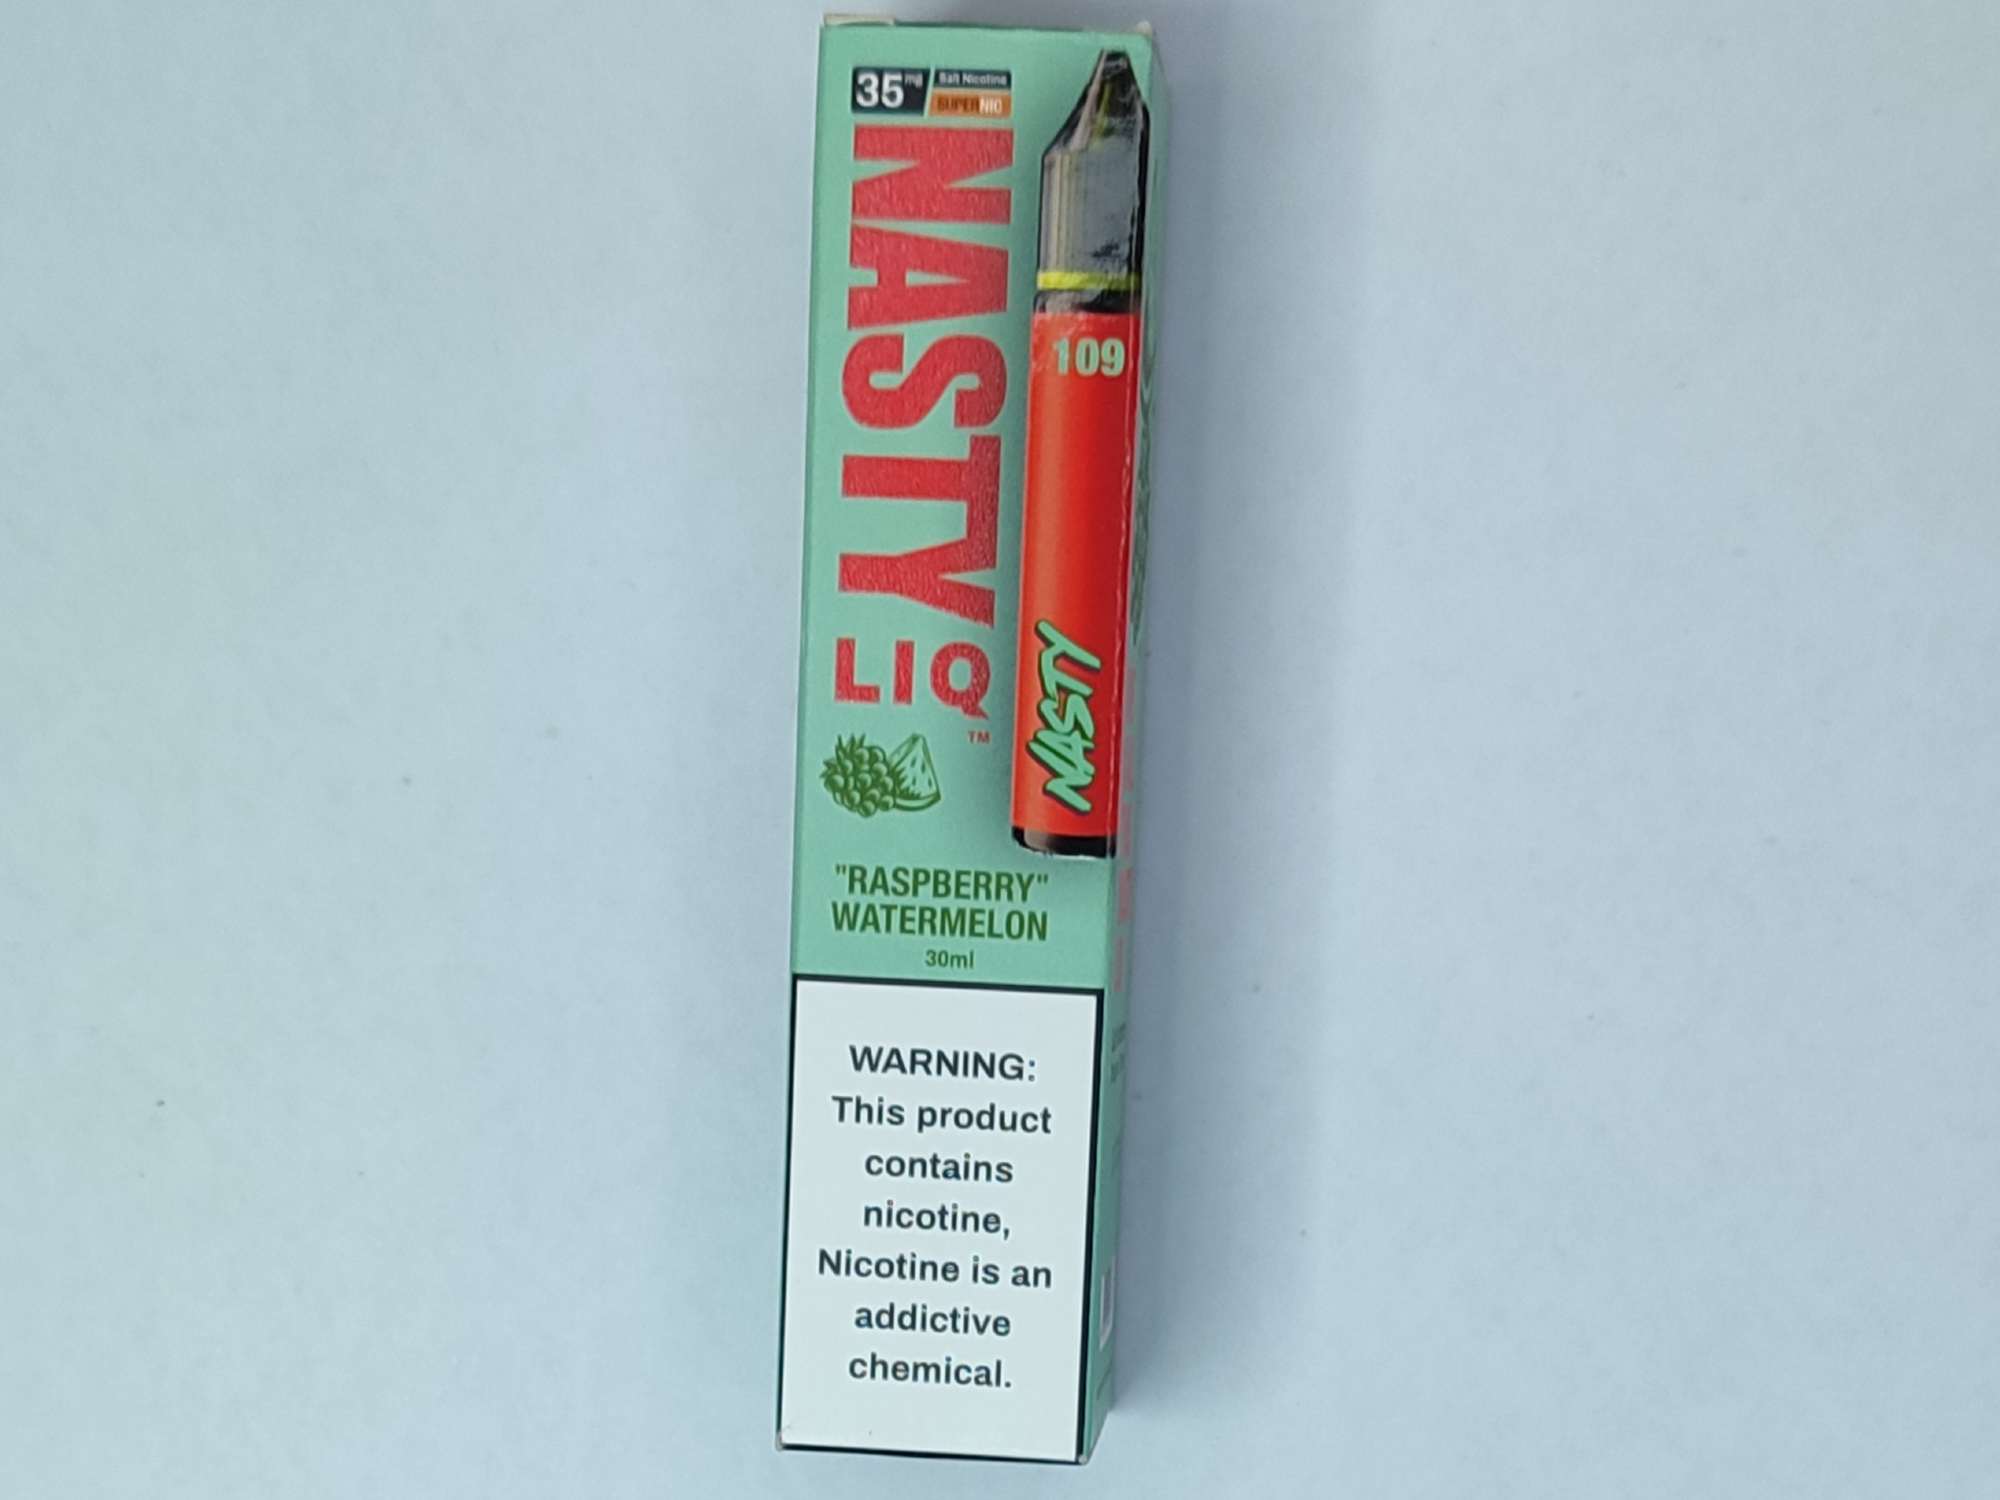 35mg
Salt Nicotine
SUPERNIC
NASTY
LIQ
TM
109
NASTY
"RASPBERRY"
WATERMELON
30ml
WARNING:
This product
contains
nicotine,
Nicotine is an
addictive
chemical.